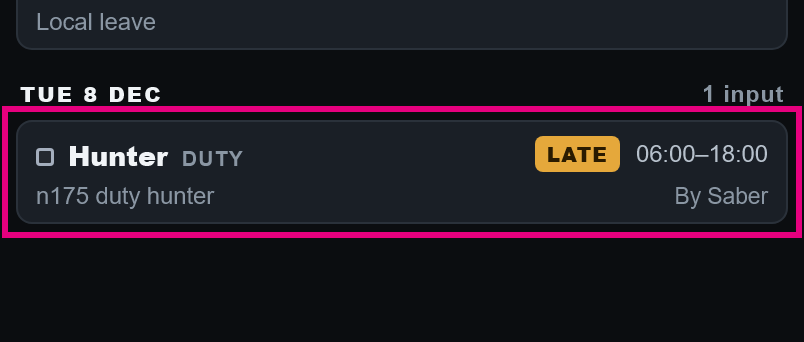 Local leave
TUE 8 DEC 1 input
Hunter DUTY LATE 06:00–18:00
n175 duty hunter By Saber